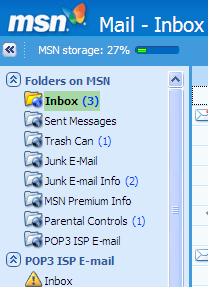 msn Mail - Inbox
MSN storage: 27%
Folders on MSN
Inbox (3)
Sent Messages
Trash Can (1)
Junk E-Mail
Junk E-mail Info (2)
MSN Premium Info
Parental Controls (1)
POP3 ISP E-mail
POP3 ISP E-mail
Inbox